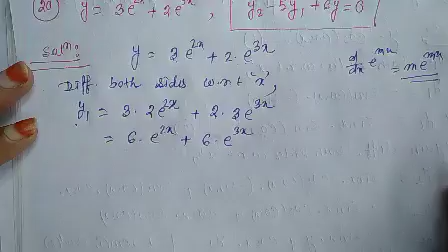 20) y = 3e^{2x} + 2e^{3x}, y₂ - 5y₁ + 6y = 0
Soln: y = 3e^{2x} + 2·e^{3x}
d/dx e^{mx} = me^{mx}
Diff. both sides w.r.t 'x',
y₁ = 3·2e^{2x} + 2·3e^{3x}
= 6·e^{2x} + 6·e^{3x}